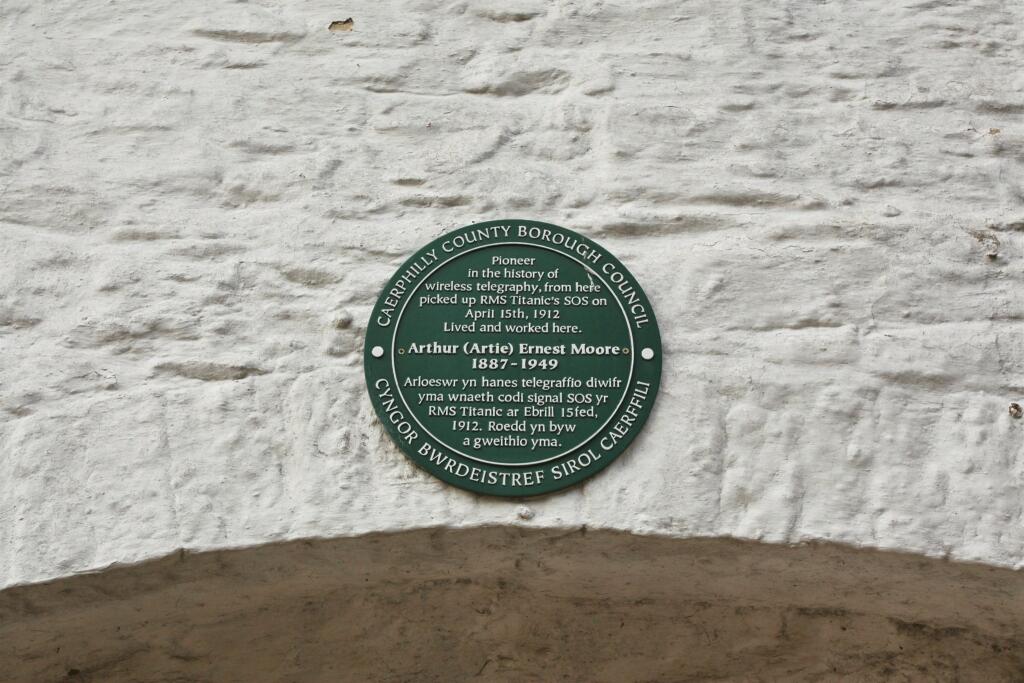 CAERPHILLY COUNTY BOROUGH COUNCIL
Pioneer
in the history of
wireless telegraphy, from here
picked up RMS Titanic's SOS on
April 15th, 1912
Lived and worked here.
Arthur (Artie) Ernest Moore
1887-1949
Arloeswr yn hanes telegraffio diwifr
yma wnaeth codi signal SOS yr
RMS Titanic ar Ebrill 15fed,
1912. Roedd yn byw
a gweithlo yma.
CYNGOR BWRDEISTREF SIROL CAERFFILI